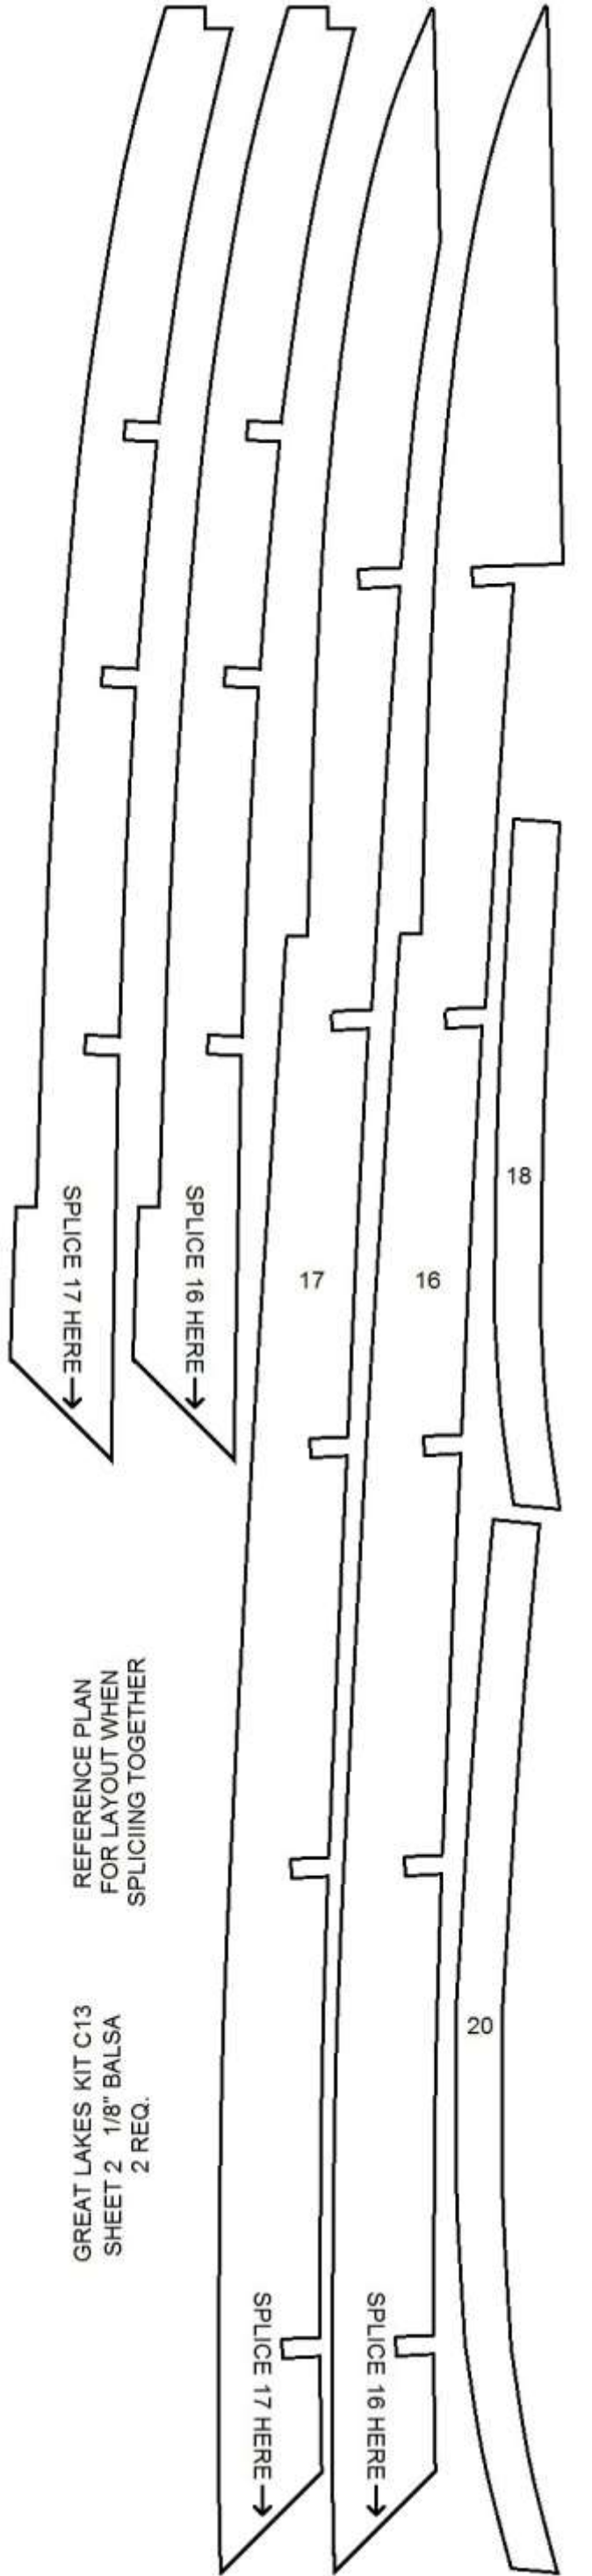 SPLICE 17 HERE→
SPLICE 16 HERE→
17
16
18
REFERENCE PLAN
FOR LAYOUT WHEN
SPLICIING TOGETHER
GREAT LAKES KIT C13
SHEET 2 1/8" BALSA
2 REQ.
20
SPLICE 17 HERE→
SPLICE 16 HERE→